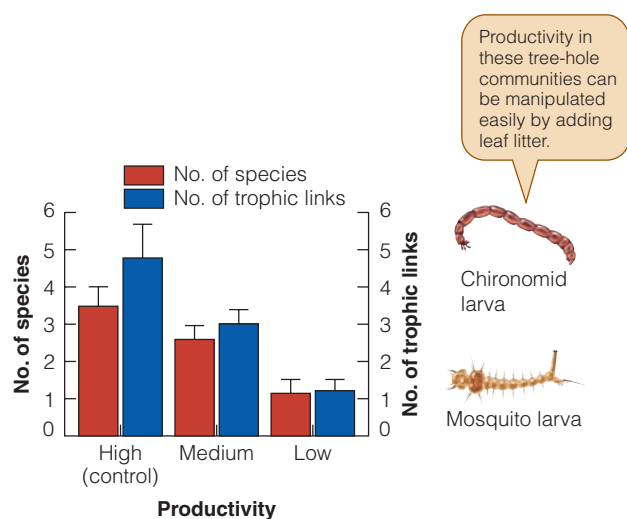 Productivity in
these tree-hole
communities can
be manipulated
easily by adding
leaf litter.
No. of species
No. of trophic links
6
5
4
3
2
1
0
No. of species
6
5
4
3
2
1
0
No. of trophic links
High
(control)
Medium
Low
Productivity
Chironomid
larva
Mosquito larva